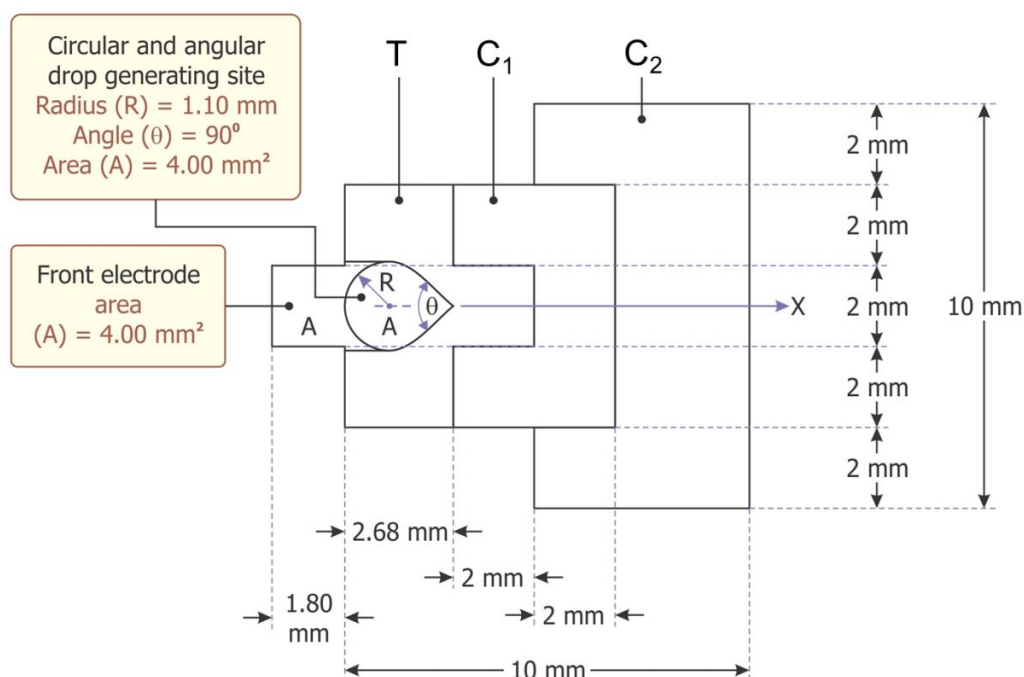 Circular and angular
drop generating site
Radius (R) = 1.10 mm
Angle (θ) = 90⁰
Area (A) = 4.00 mm²
T
C₁
C₂
2 mm
2 mm
Front electrode
area
(A) = 4.00 mm²
A
R
A
θ
X
2 mm
10 mm
2 mm
2 mm
2.68 mm
2 mm
1.80
mm
2 mm
10 mm